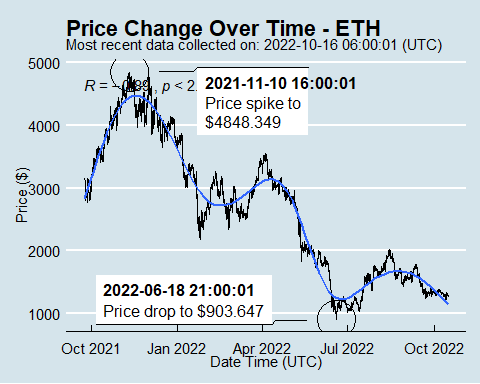 Price Change Over Time - ETH
Most recent data collected on: 2022-10-16 06:00:01 (UTC)
5000
4000
3000
2000
1000
Price ($)
R = , p <
2021-11-10 16:00:01
Price spike to
$4848.349
2022-06-18 21:00:01
Price drop to $903.647
Oct 2021
Jan 2022
Apr 2022
Jul 2022
Oct 2022
Date Time (UTC)